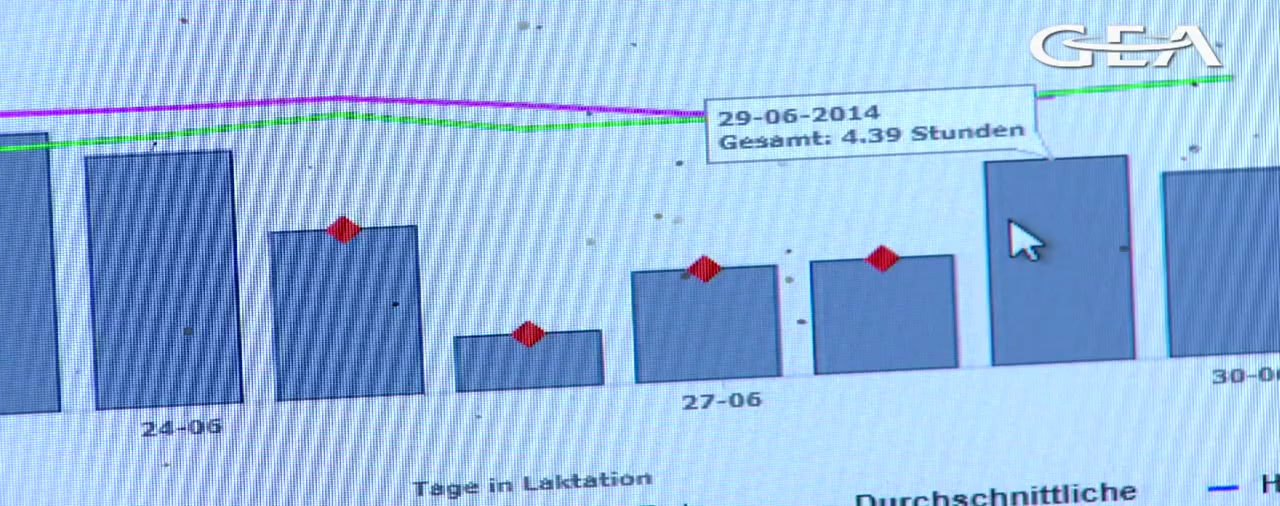 GEA
29-06-2014
Gesamt: 4.39 Stunden
24-06
27-06
Tage in Laktation
Durchschnittliche